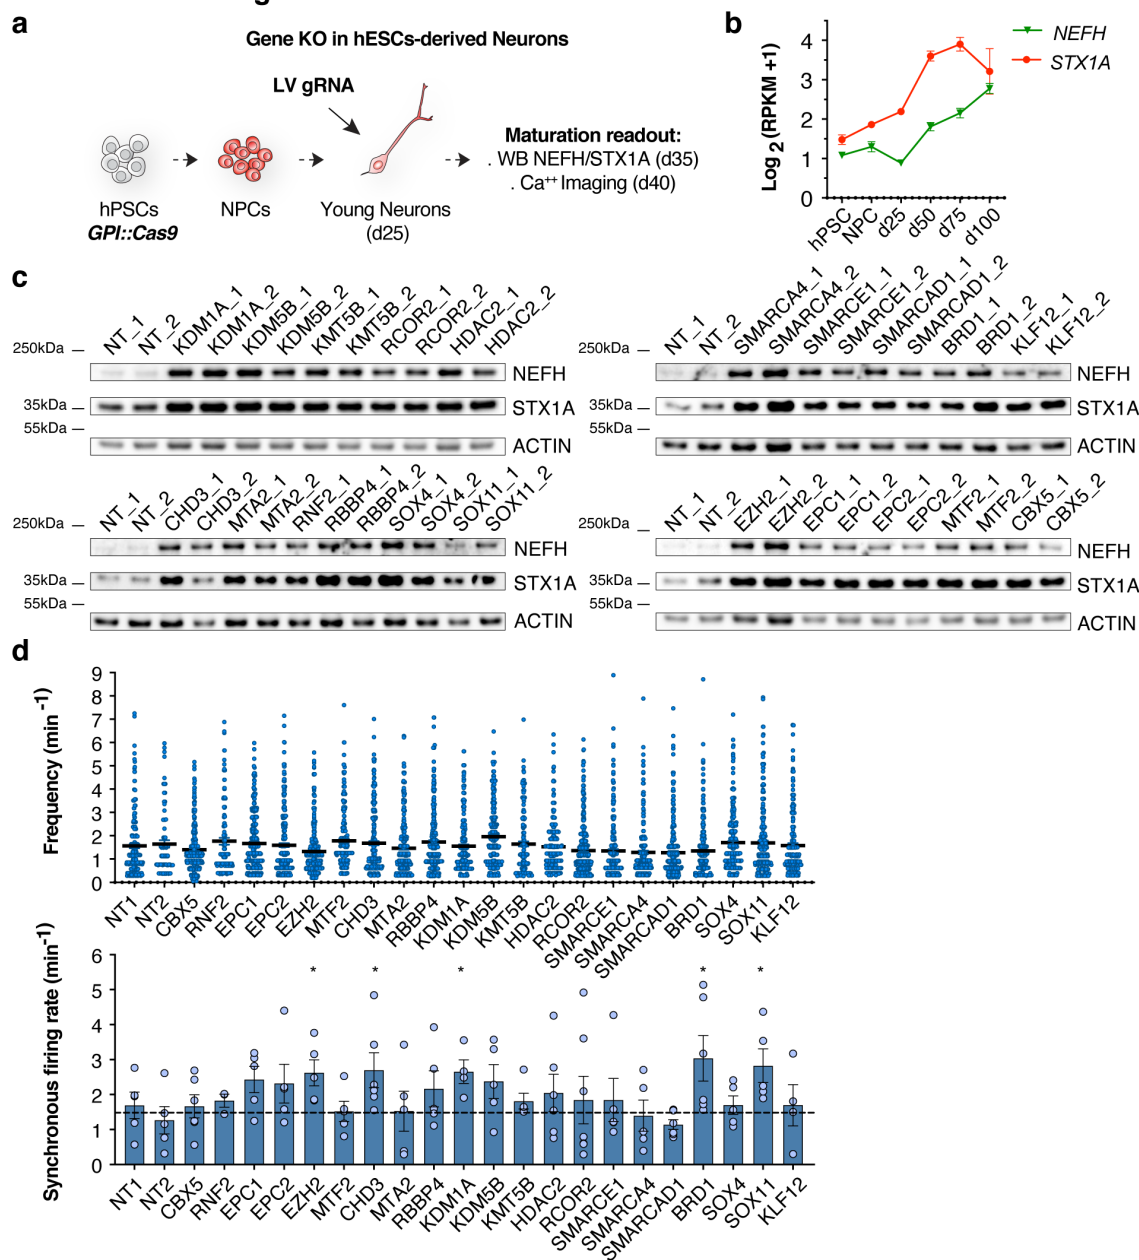 a
Gene KO in hESCs-derived Neurons
LV gRNA
Maturation readout:
. WB NEFH/STX1A (d35)
. Ca++ Imaging (d40)
hPSCs
GPI::Cas9
NPCs
Young Neurons
(d25)
b
Log 2 (RPKM +1)
4
3
2
1
0
hPSC
NPC
d25
d50
d75
d100
NEFH
STX1A
c
NT_1
NT_2
KDM1A_1
KDM1A_2
KDM5B_1
KDM5B_2
KMT5B_1
KMT5B_2
RCOR2_1
RCOR2_2
HDAC2_1
HDAC2_2
250kDa
NEFH
35kDa
STX1A
55kDa
ACTIN
NT_1
NT_2
SMARCA4_1
SMARCA4_2
SMARCE1_1
SMARCE1_2
SMARCAD1_1
SMARCAD1_2
BRD1_1
BRD1_2
KLF12_1
KLF12_2
250kDa
NEFH
35kDa
STX1A
55kDa
ACTIN
NT_1
NT_2
CHD3_1
CHD3_2
MTA2_1
MTA2_2
RNF2_1
RBBP4_1
RBBP4_2
SOX4_1
SOX4_2
SOX11_1
SOX11_2
250kDa
NEFH
35kDa
STX1A
55kDa
ACTIN
NT_1
NT_2
EZH2_1
EZH2_2
EPC1_1
EPC1_2
EPC2_1
EPC2_2
MTF2_1
MTF2_2
CBX5_1
CBX5_2
250kDa
NEFH
35kDa
STX1A
55kDa
ACTIN
d
Frequency (min-1)
9
8
7
6
5
4
3
2
1
0
NT1
NT2
CBX5
RNF2
EPC1
EPC2
EZH2
MTF2
CHD3
MTA2
RBBP4
KDM1A
KDM5B
KMT5B
HDAC2
RCOR2
SMARCE1
SMARCA4
SMARCAD1
BRD1
SOX4
SOX11
KLF12
Synchronous firing rate (min-1)
6
5
4
3
2
1
0
* * * * *
NT1
NT2
CBX5
RNF2
EPC1
EPC2
EZH2
MTF2
CHD3
MTA2
RBBP4
KDM1A
KDM5B
KMT5B
HDAC2
RCOR2
SMARCE1
SMARCA4
SMARCAD1
BRD1
SOX4
SOX11
KLF12